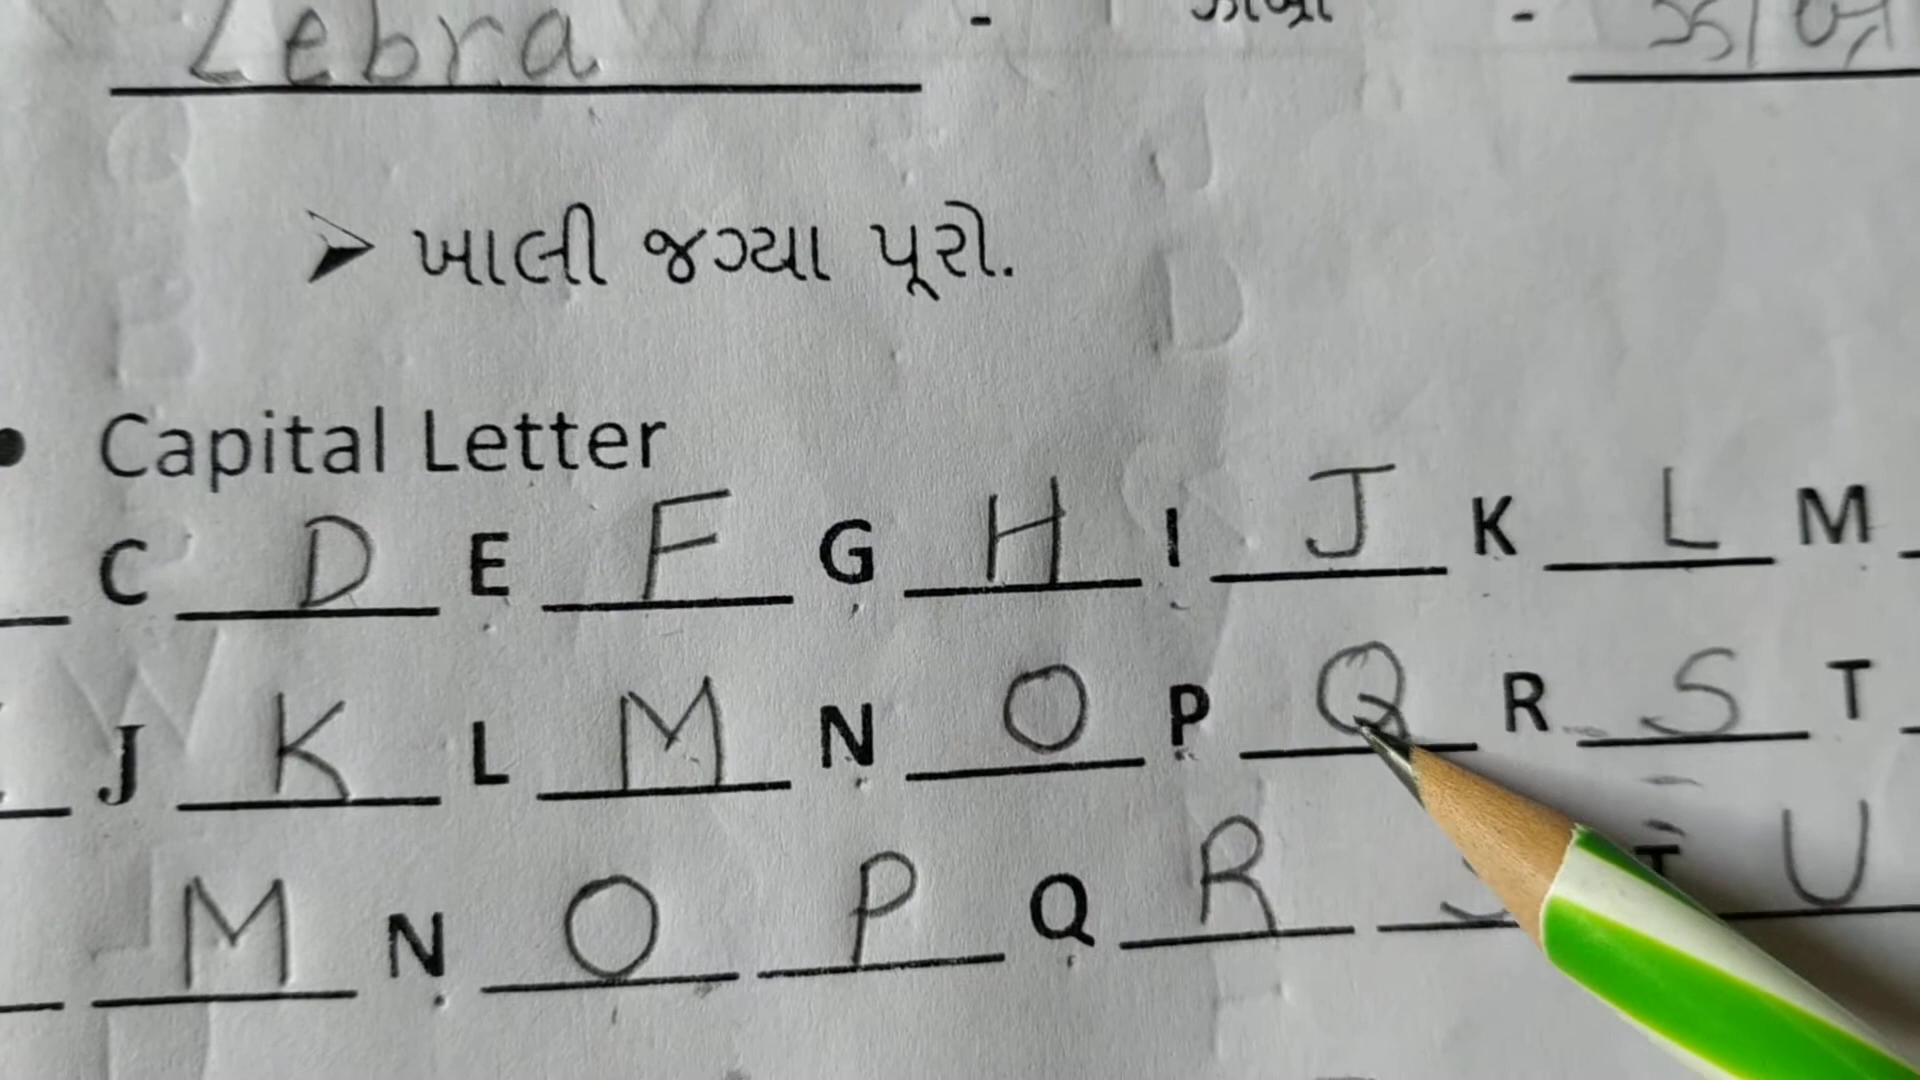 Zebra - -
➤ ખાલી જગ્યા પૂરો.
• Capital Letter
C D E F G H I J K L M
J K L M N O P Q R S T
M N O P Q R T U